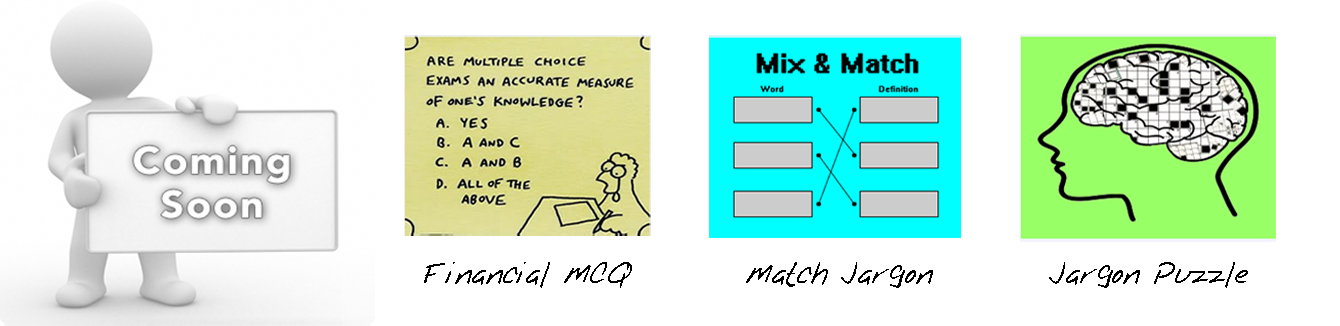 Coming
Soon
ARE MULTIPLE CHOICE
EXAMS AN ACCURATE MEASURE
OF ONE'S KNOWLEDGE?
A. YES
B. A AND C
C. A AND B
D. ALL OF THE
ABOVE
Financial MCQ
Mix & Match
Word Definition
Match Jargon
Jargon Puzzle